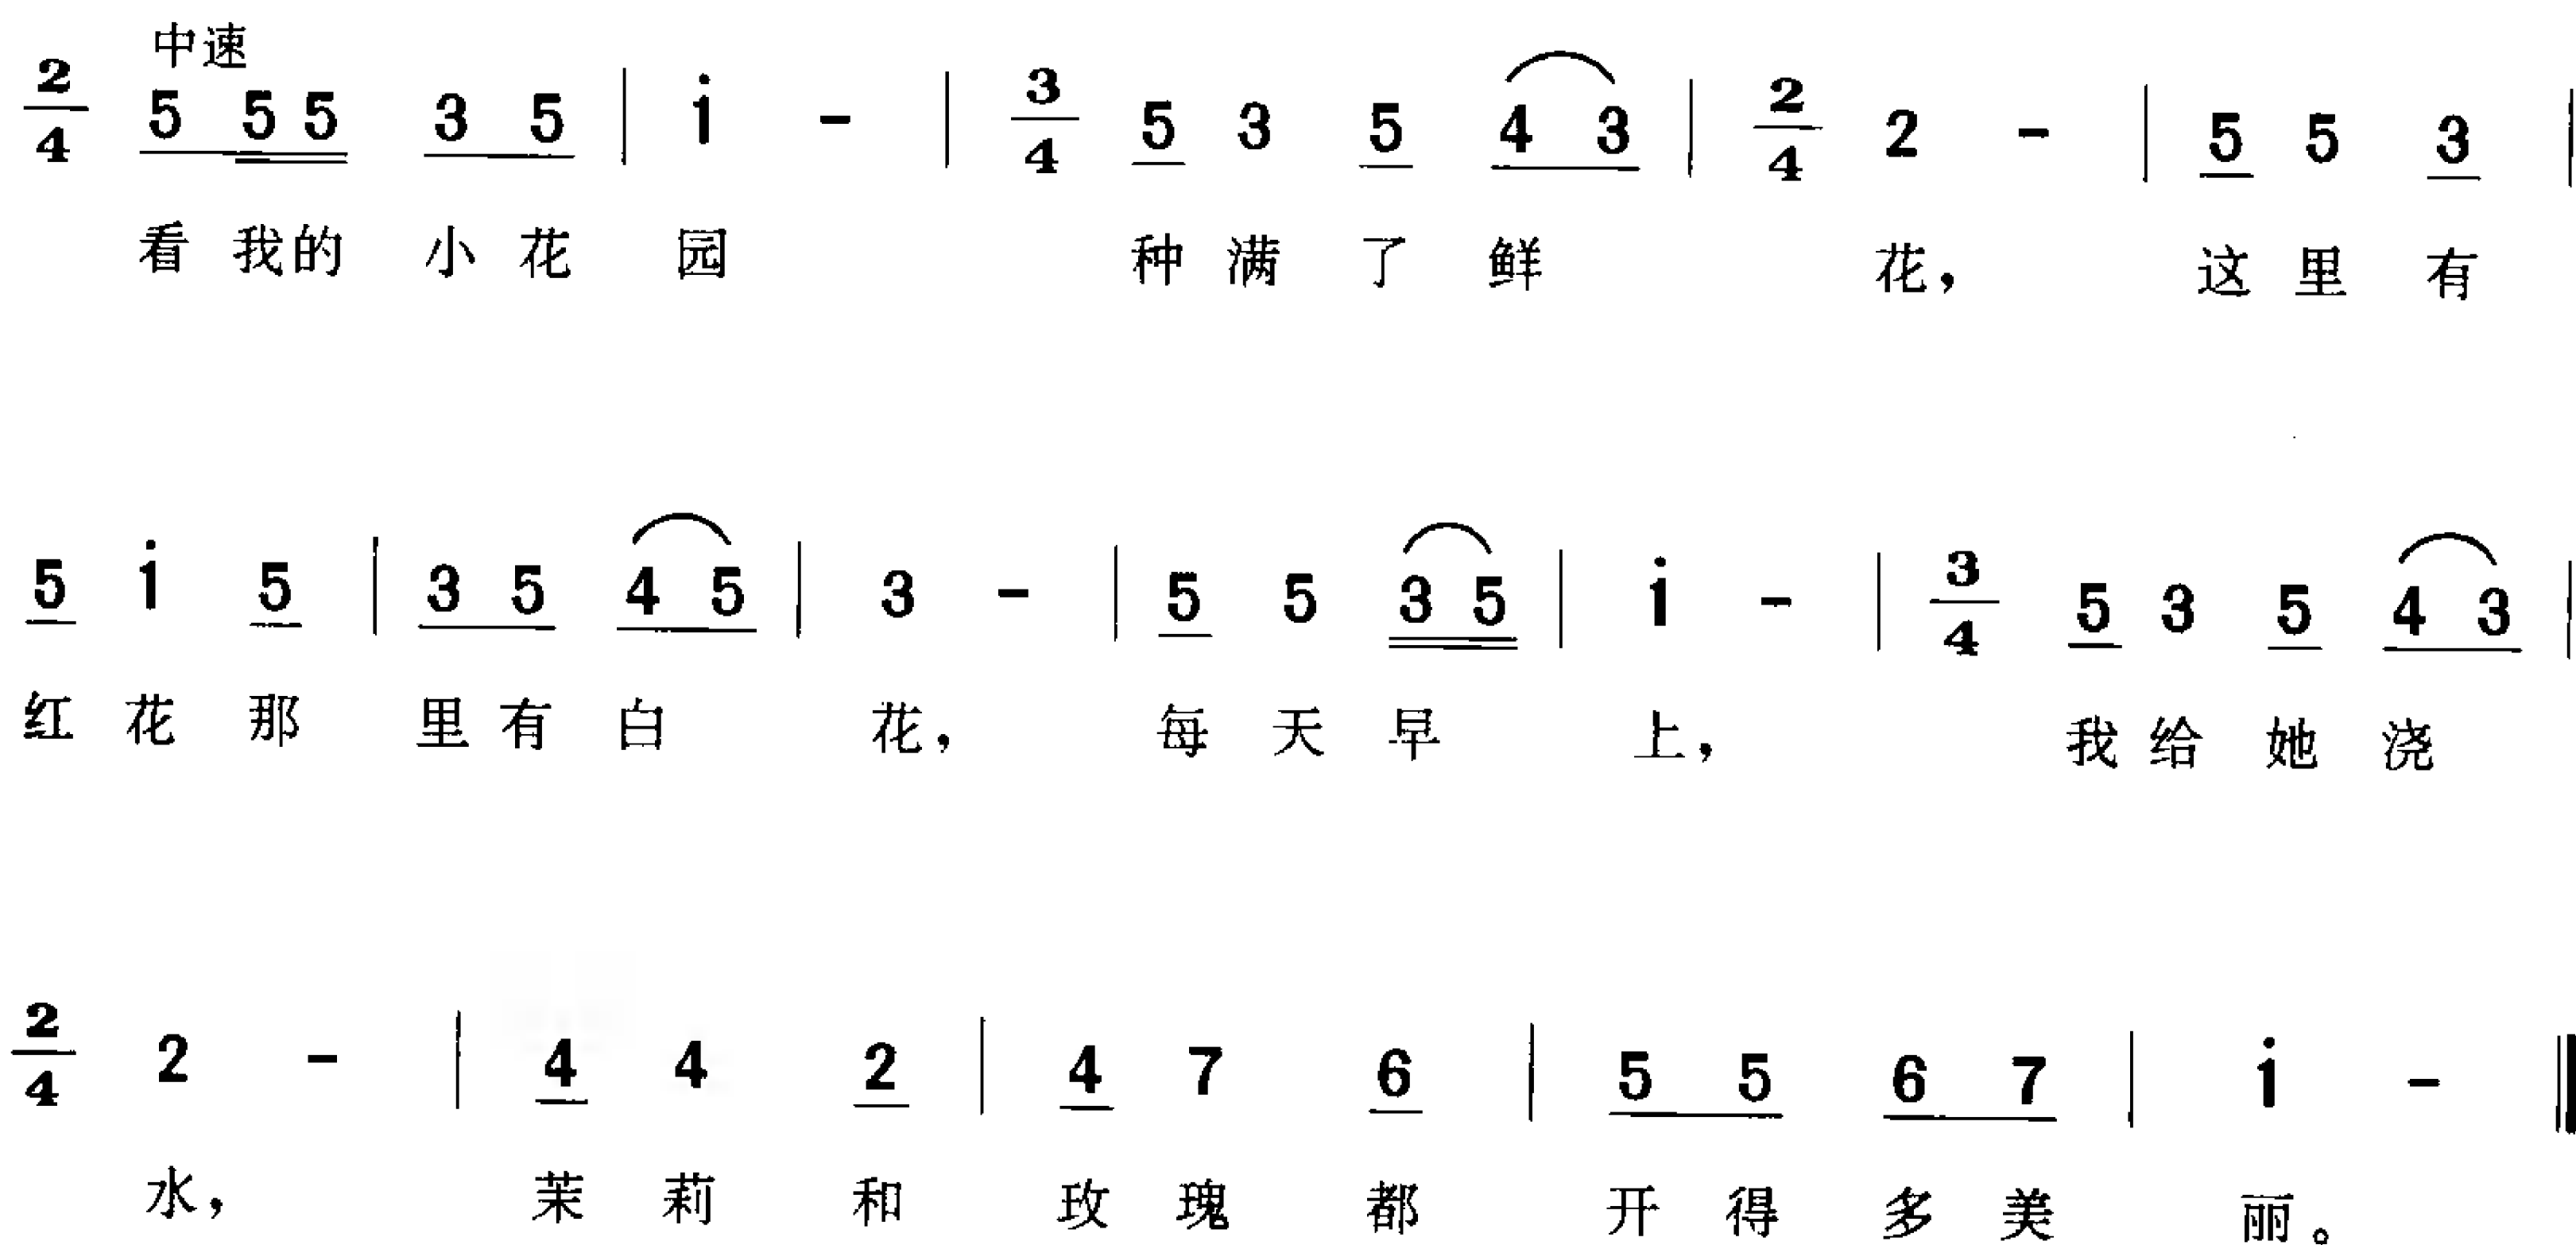 中速
2/4 5 5 5 3 5 | i - | 3/4 5 3 5 4 3 | 2/4 2 - | 5 5 3 |
看 我的 小 花 园 种 满 了 鲜 花， 这 里 有
5 i 5 | 3 5 4 5 | 3 - | 5 5 3 5 | i - | 3/4 5 3 5 4 3 |
红 花 那 里 有 白 花， 每 天 早 上， 我 给 她 浇
2/4 2 - | 4 4 2 | 4 7 6 | 5 5 6 7 | i - ‖
水， 茉 莉 和 玫 瑰 都 开 得 多 美 丽。